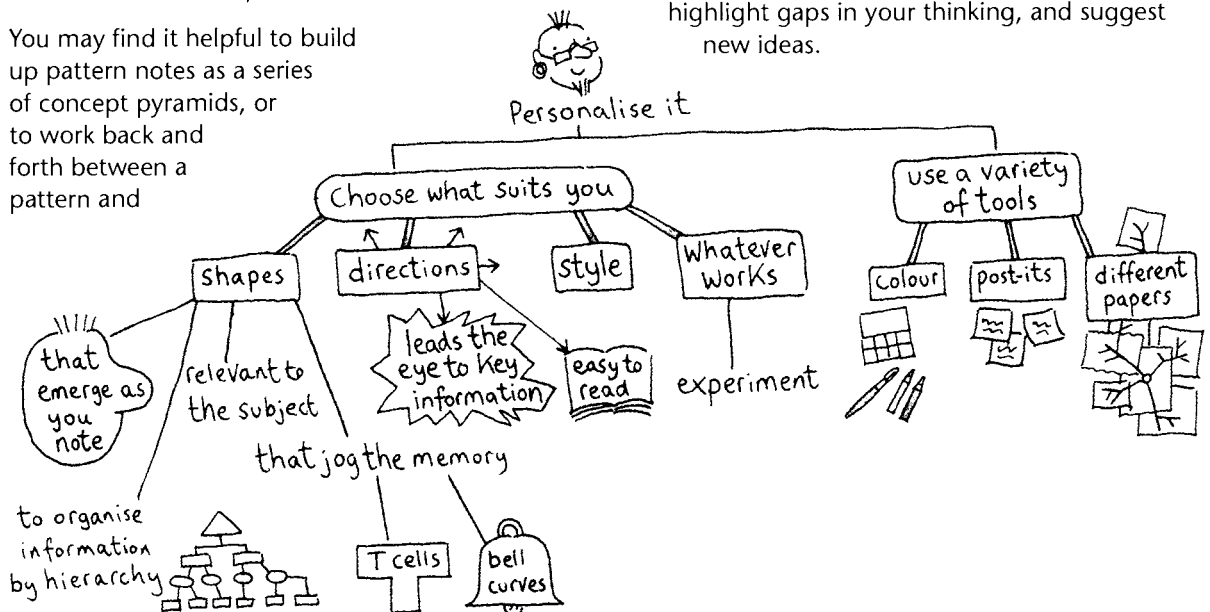 You may find it helpful to build
up pattern notes as a series
of concept pyramids, or
to work back and
forth between a
pattern and
highlight gaps in your thinking, and suggest
new ideas.
Personalise it
Choose what suits you
shapes
directions
style
whatever
works
that
emerge as
you
note
relevant to
the subject
leads the
eye to key
information
easy to
read
experiment
that jog the memory
to organise
information
by hierarchy
T cells
bell
curves
use a variety
of tools
colour
post-its
different
papers